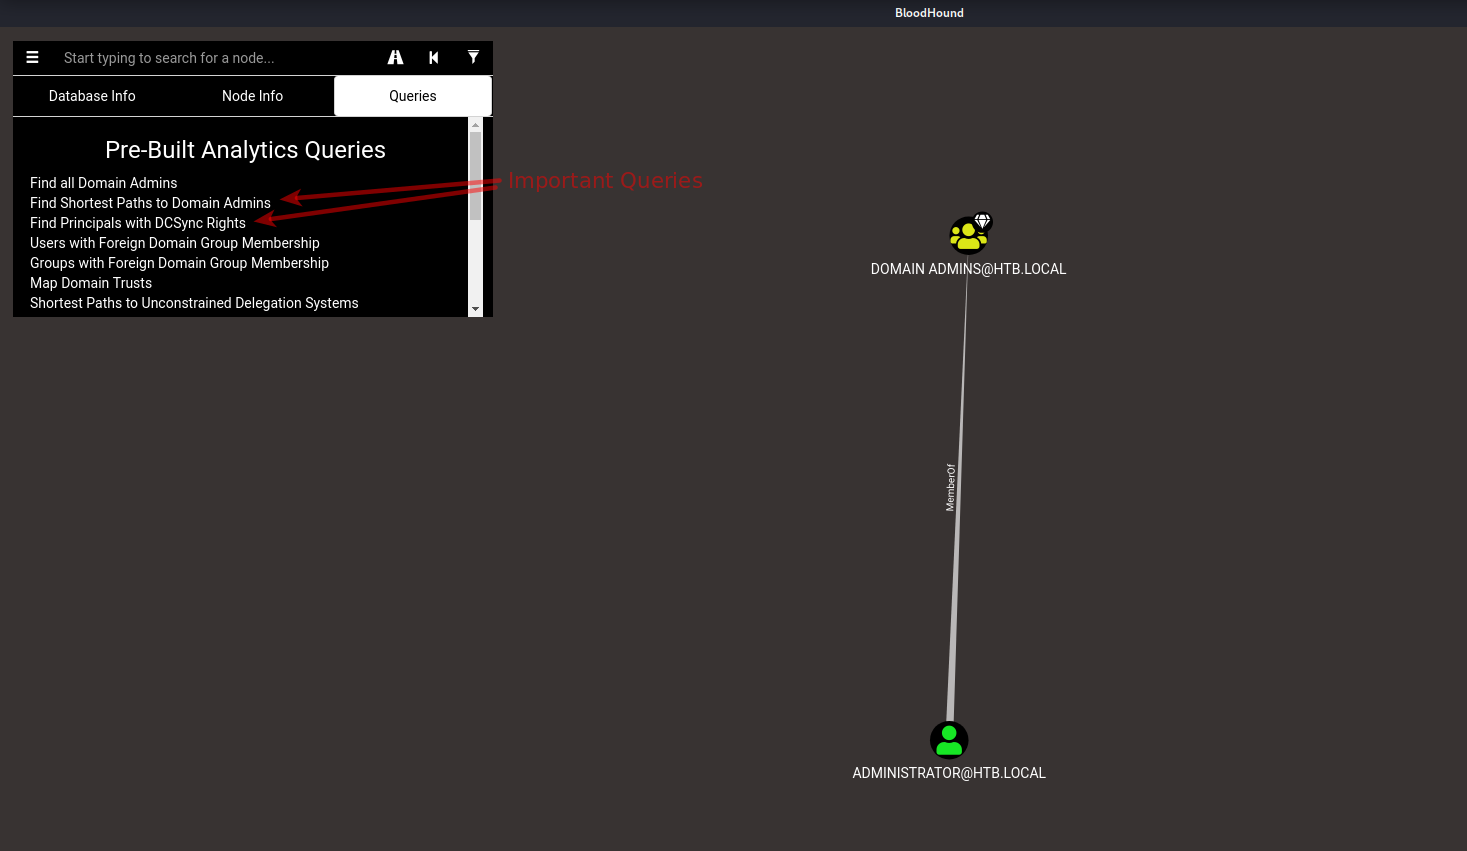 BloodHound
Start typing to search for a node...
Database Info
Node Info
Queries
Pre-Built Analytics Queries
Find all Domain Admins
Find Shortest Paths to Domain Admins
Find Principals with DCSync Rights
Users with Foreign Domain Group Membership
Groups with Foreign Domain Group Membership
Map Domain Trusts
Shortest Paths to Unconstrained Delegation Systems
Important Queries
DOMAIN ADMINS@HTB.LOCAL
MemberOf
ADMINISTRATOR@HTB.LOCAL